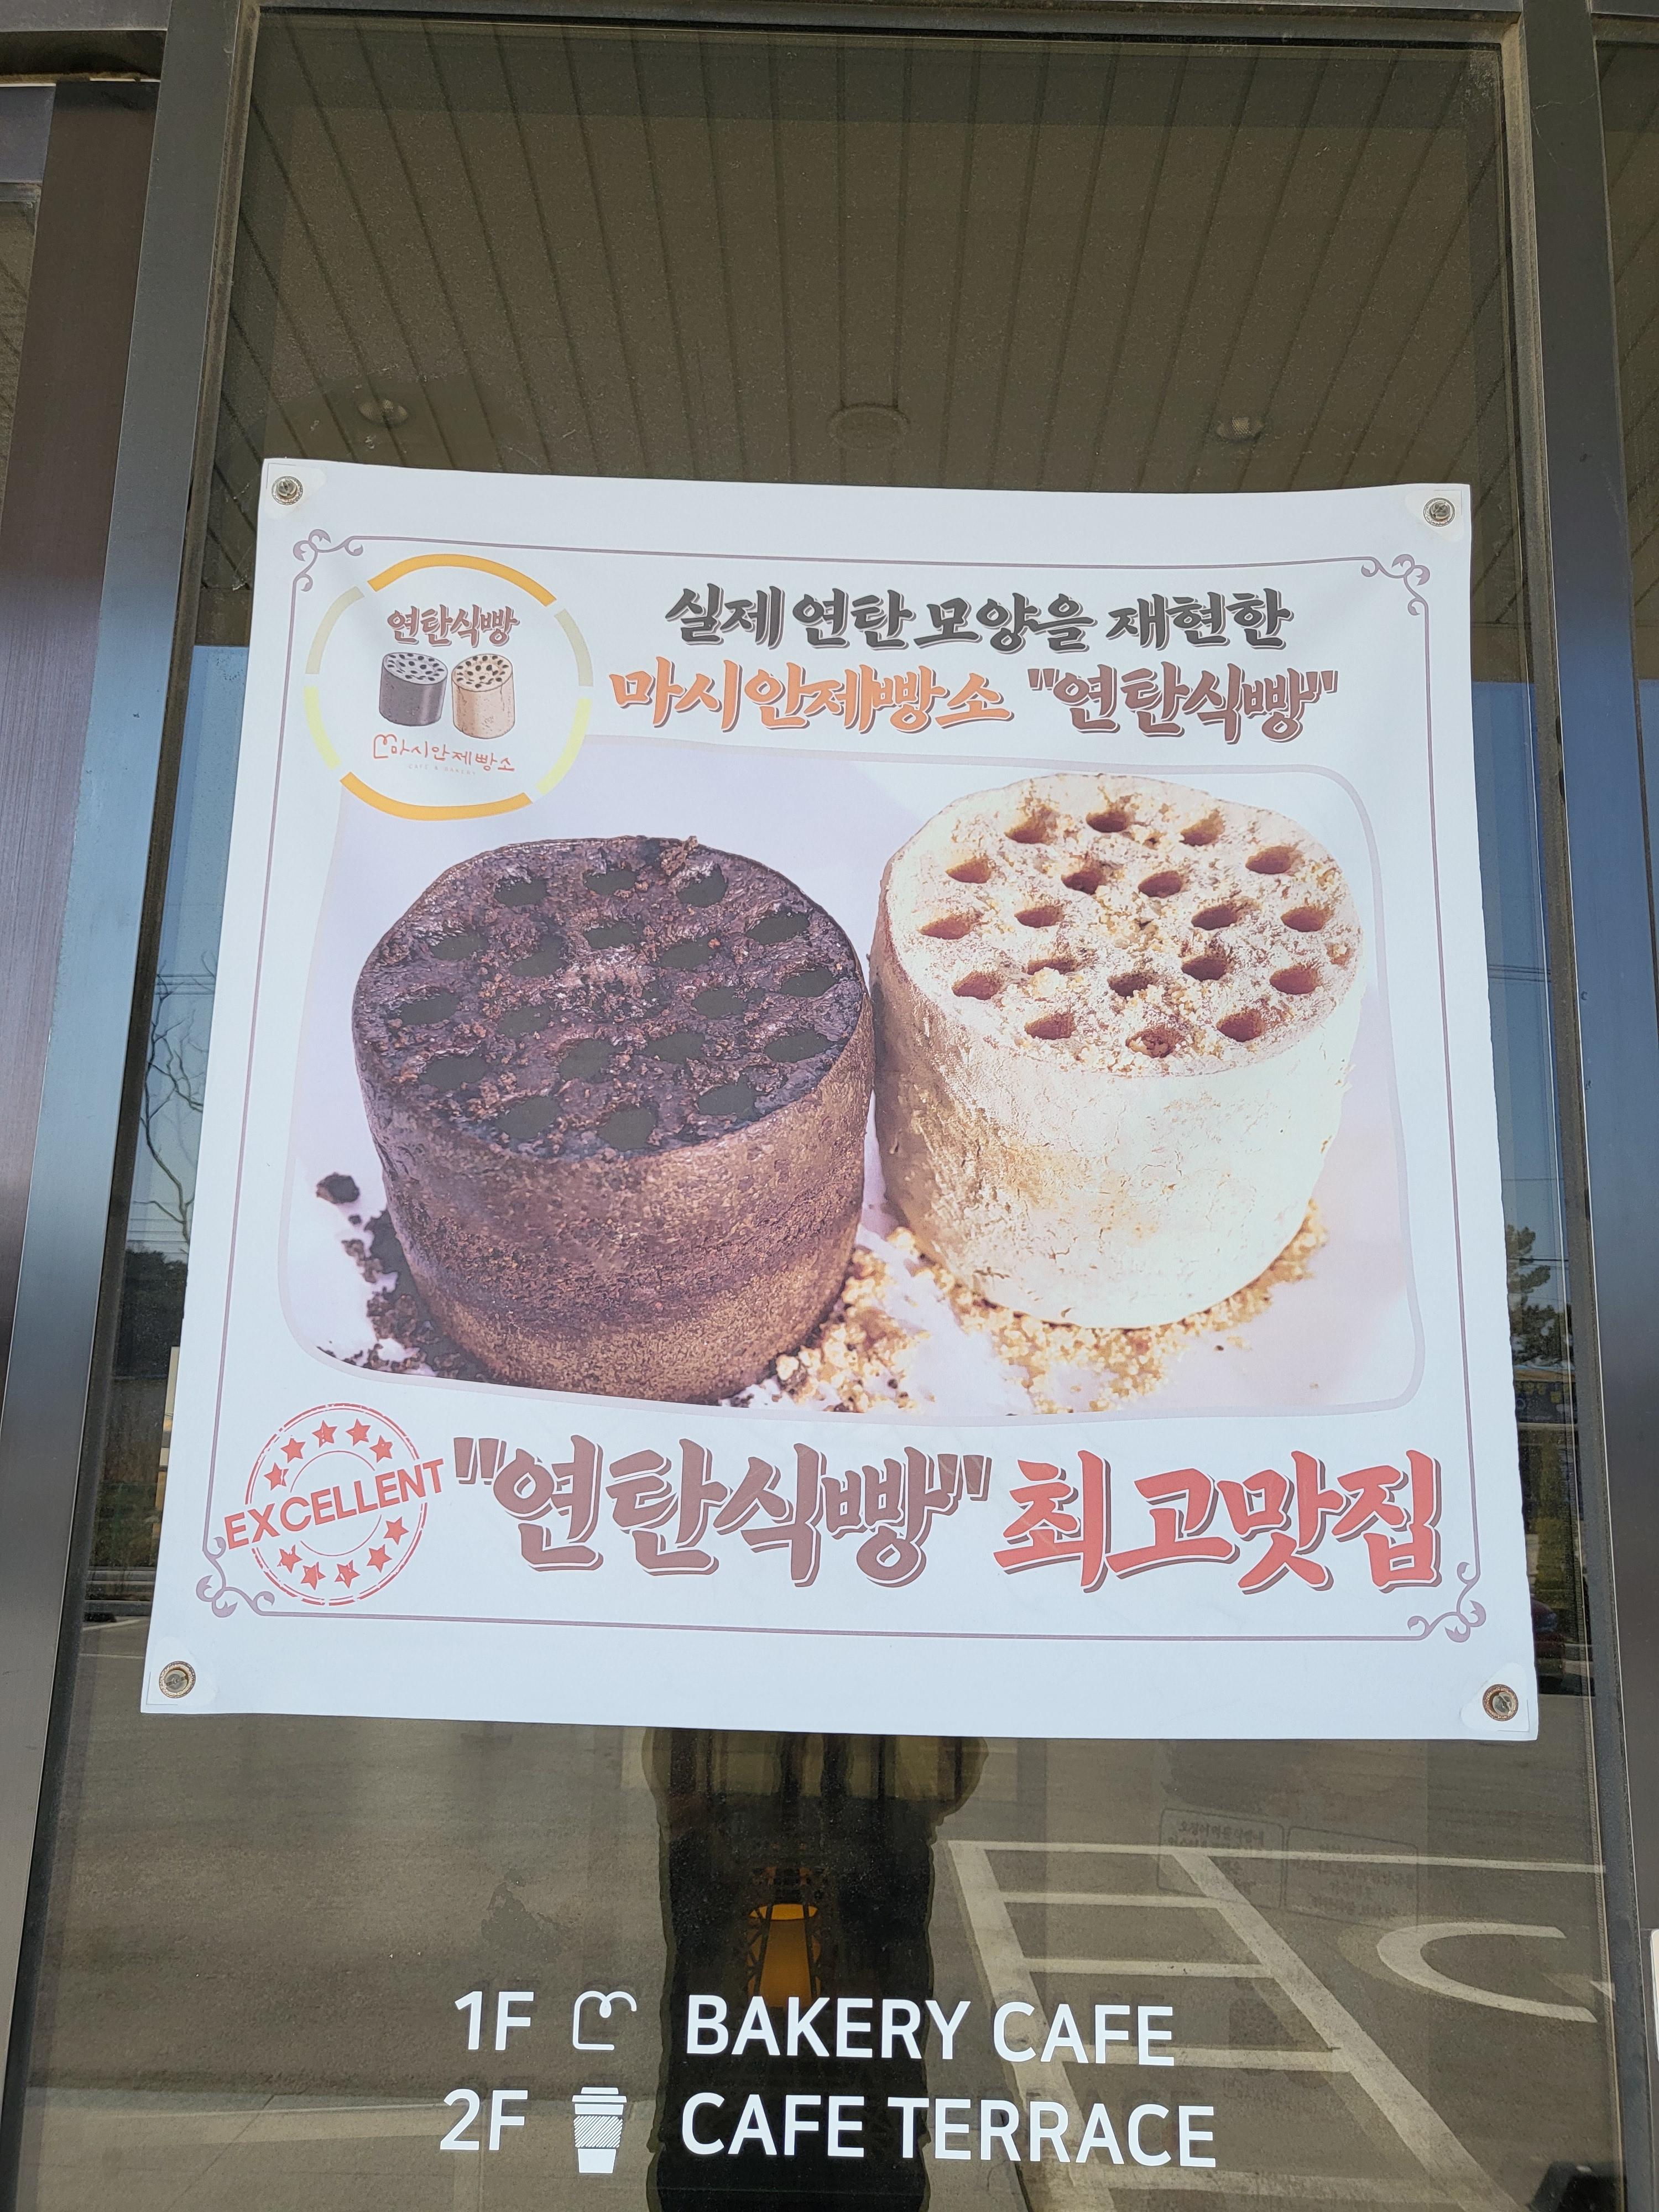 연탄식빵
마시안제빵소
CAFE & BAKERY
실제 연탄 모양을 재현한
마시안제빵소 "연탄식빵"
EXCELLENT
"연탄식빵" 최고맛집
1F BAKERY CAFE
2F CAFE TERRACE